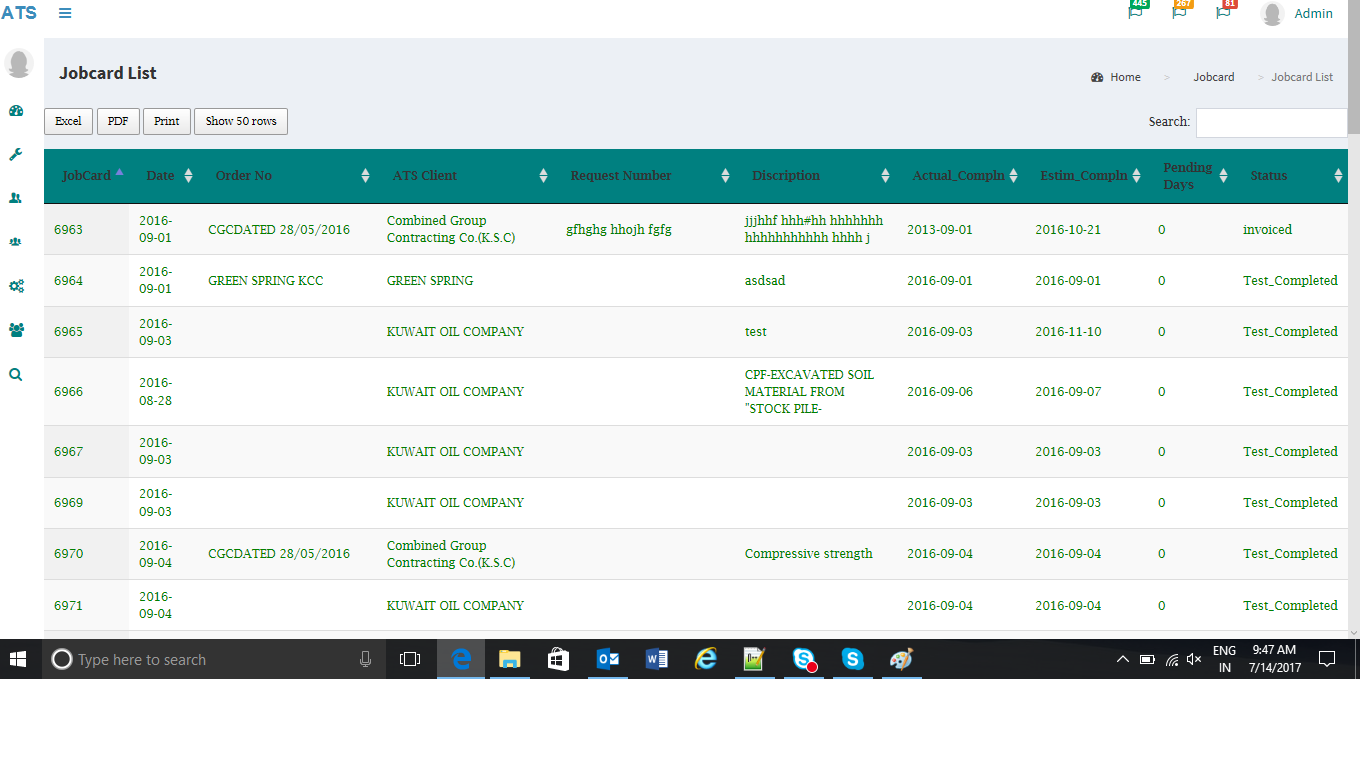 ATS
445 267 81 Admin
Jobcard List
Home > Jobcard > Jobcard List
Excel PDF Print Show 50 rows Search:
JobCard Date Order No ATS Client Request Number Discription Actual_Compln Estim_Compln Pending Days Status
6963 2016-09-01 CGCDATED 28/05/2016 Combined Group Contracting Co.(K.S.C) gfhghg hhojh fgfg jjjhhf hhh#hh hhhhhhh hhhhhhhhhhh hhhh j 2013-09-01 2016-10-21 0 invoiced
6964 2016-09-01 GREEN SPRING KCC GREEN SPRING asdsad 2016-09-01 2016-09-01 0 Test_Completed
6965 2016-09-03 KUWAIT OIL COMPANY test 2016-09-03 2016-11-10 0 Test_Completed
6966 2016-08-28 KUWAIT OIL COMPANY CPF-EXCAVATED SOIL MATERIAL FROM "STOCK PILE- 2016-09-06 2016-09-07 0 Test_Completed
6967 2016-09-03 KUWAIT OIL COMPANY 2016-09-03 2016-09-03 0 Test_Completed
6969 2016-09-03 KUWAIT OIL COMPANY 2016-09-03 2016-09-03 0 Test_Completed
6970 2016-09-04 CGCDATED 28/05/2016 Combined Group Contracting Co.(K.S.C) Compressive strength 2016-09-04 2016-09-04 0 Test_Completed
6971 2016-09-04 KUWAIT OIL COMPANY 2016-09-04 2016-09-04 0 Test_Completed
Type here to search
ENG
IN
9:47 AM
7/14/2017